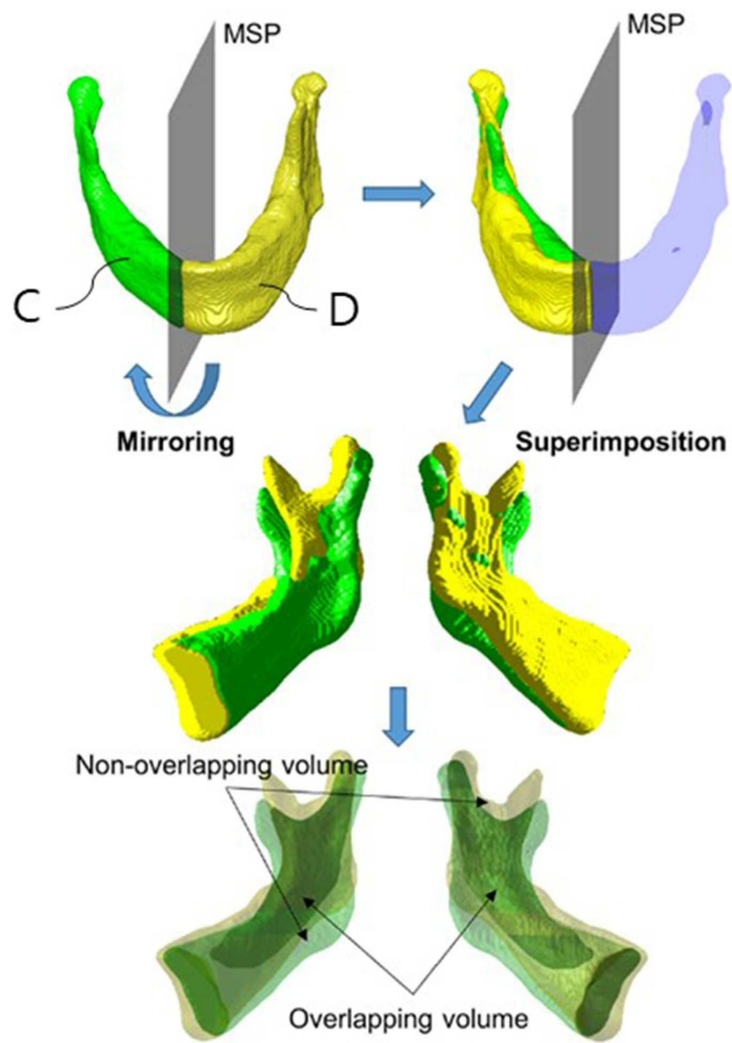 MSP
MSP
C
D
Mirroring
Superimposition
Non-overlapping volume
Overlapping volume